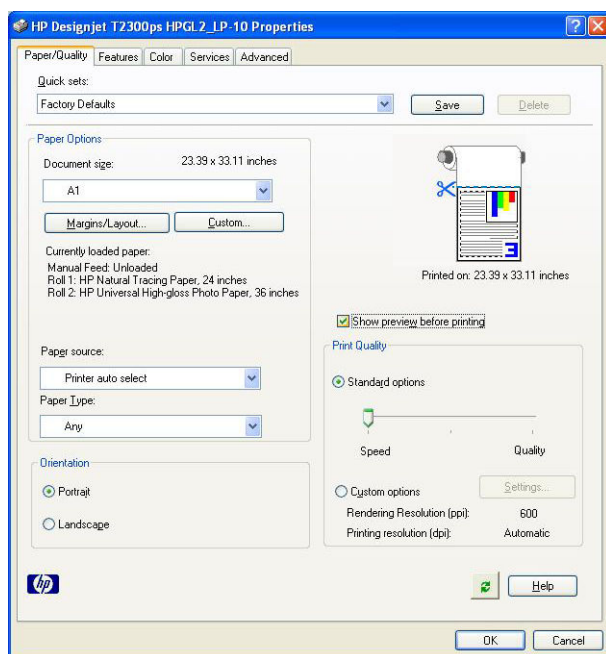 HP Designjet T2300ps HPGL2_LP-10 Properties
Paper/Quality Features Color Services Advanced
Quick sets:
Factory Defaults
Save
Delete
Paper Options
Document size: 23.39 x 33.11 inches
A1
Margins/Layout...
Custom...
Currently loaded paper:
Manual Feed: Unloaded
Roll 1: HP Natural Tracing Paper, 24 inches
Roll 2: HP Universal High-gloss Photo Paper, 36 inches
Paper source:
Printer auto select
Paper Type:
Any
Orientation
Portrait
Landscape
3
Printed on: 23.39 x 33.11 inches
Show preview before printing
Print Quality
Standard options
Speed Quality
Custom options
Settings...
Rendering Resolution (ppi): 600
Printing resolution (dpi): Automatic
hp
Help
OK
Cancel